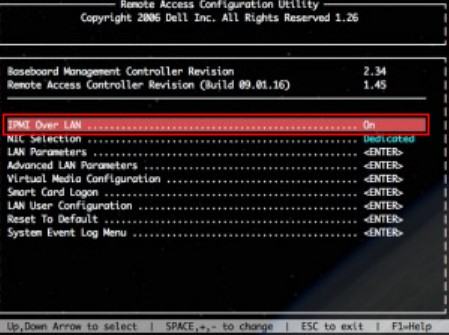 Remote Access Configuration Utility
Copyright 2006 Dell Inc. All Rights Reserved 1.26
Baseboard Management Controller Revision 2.34
Remote Access Controller Revision (Build 09.01.16) 1.45
IPMI Over LAN ................................................ On
NIC Selection ................................................ Dedicated
LAN Parameters ............................................... <ENTER>
Advanced LAN Parameters ...................................... <ENTER>
Virtual Media Configuration .................................. <ENTER>
Smart Card Logon ............................................. <ENTER>
LAN User Configuration ....................................... <ENTER>
Reset To Default ............................................. <ENTER>
System Event Log Menu ........................................ <ENTER>
Up,Down Arrow to select | SPACE,+,- to change | ESC to exit | F1=Help